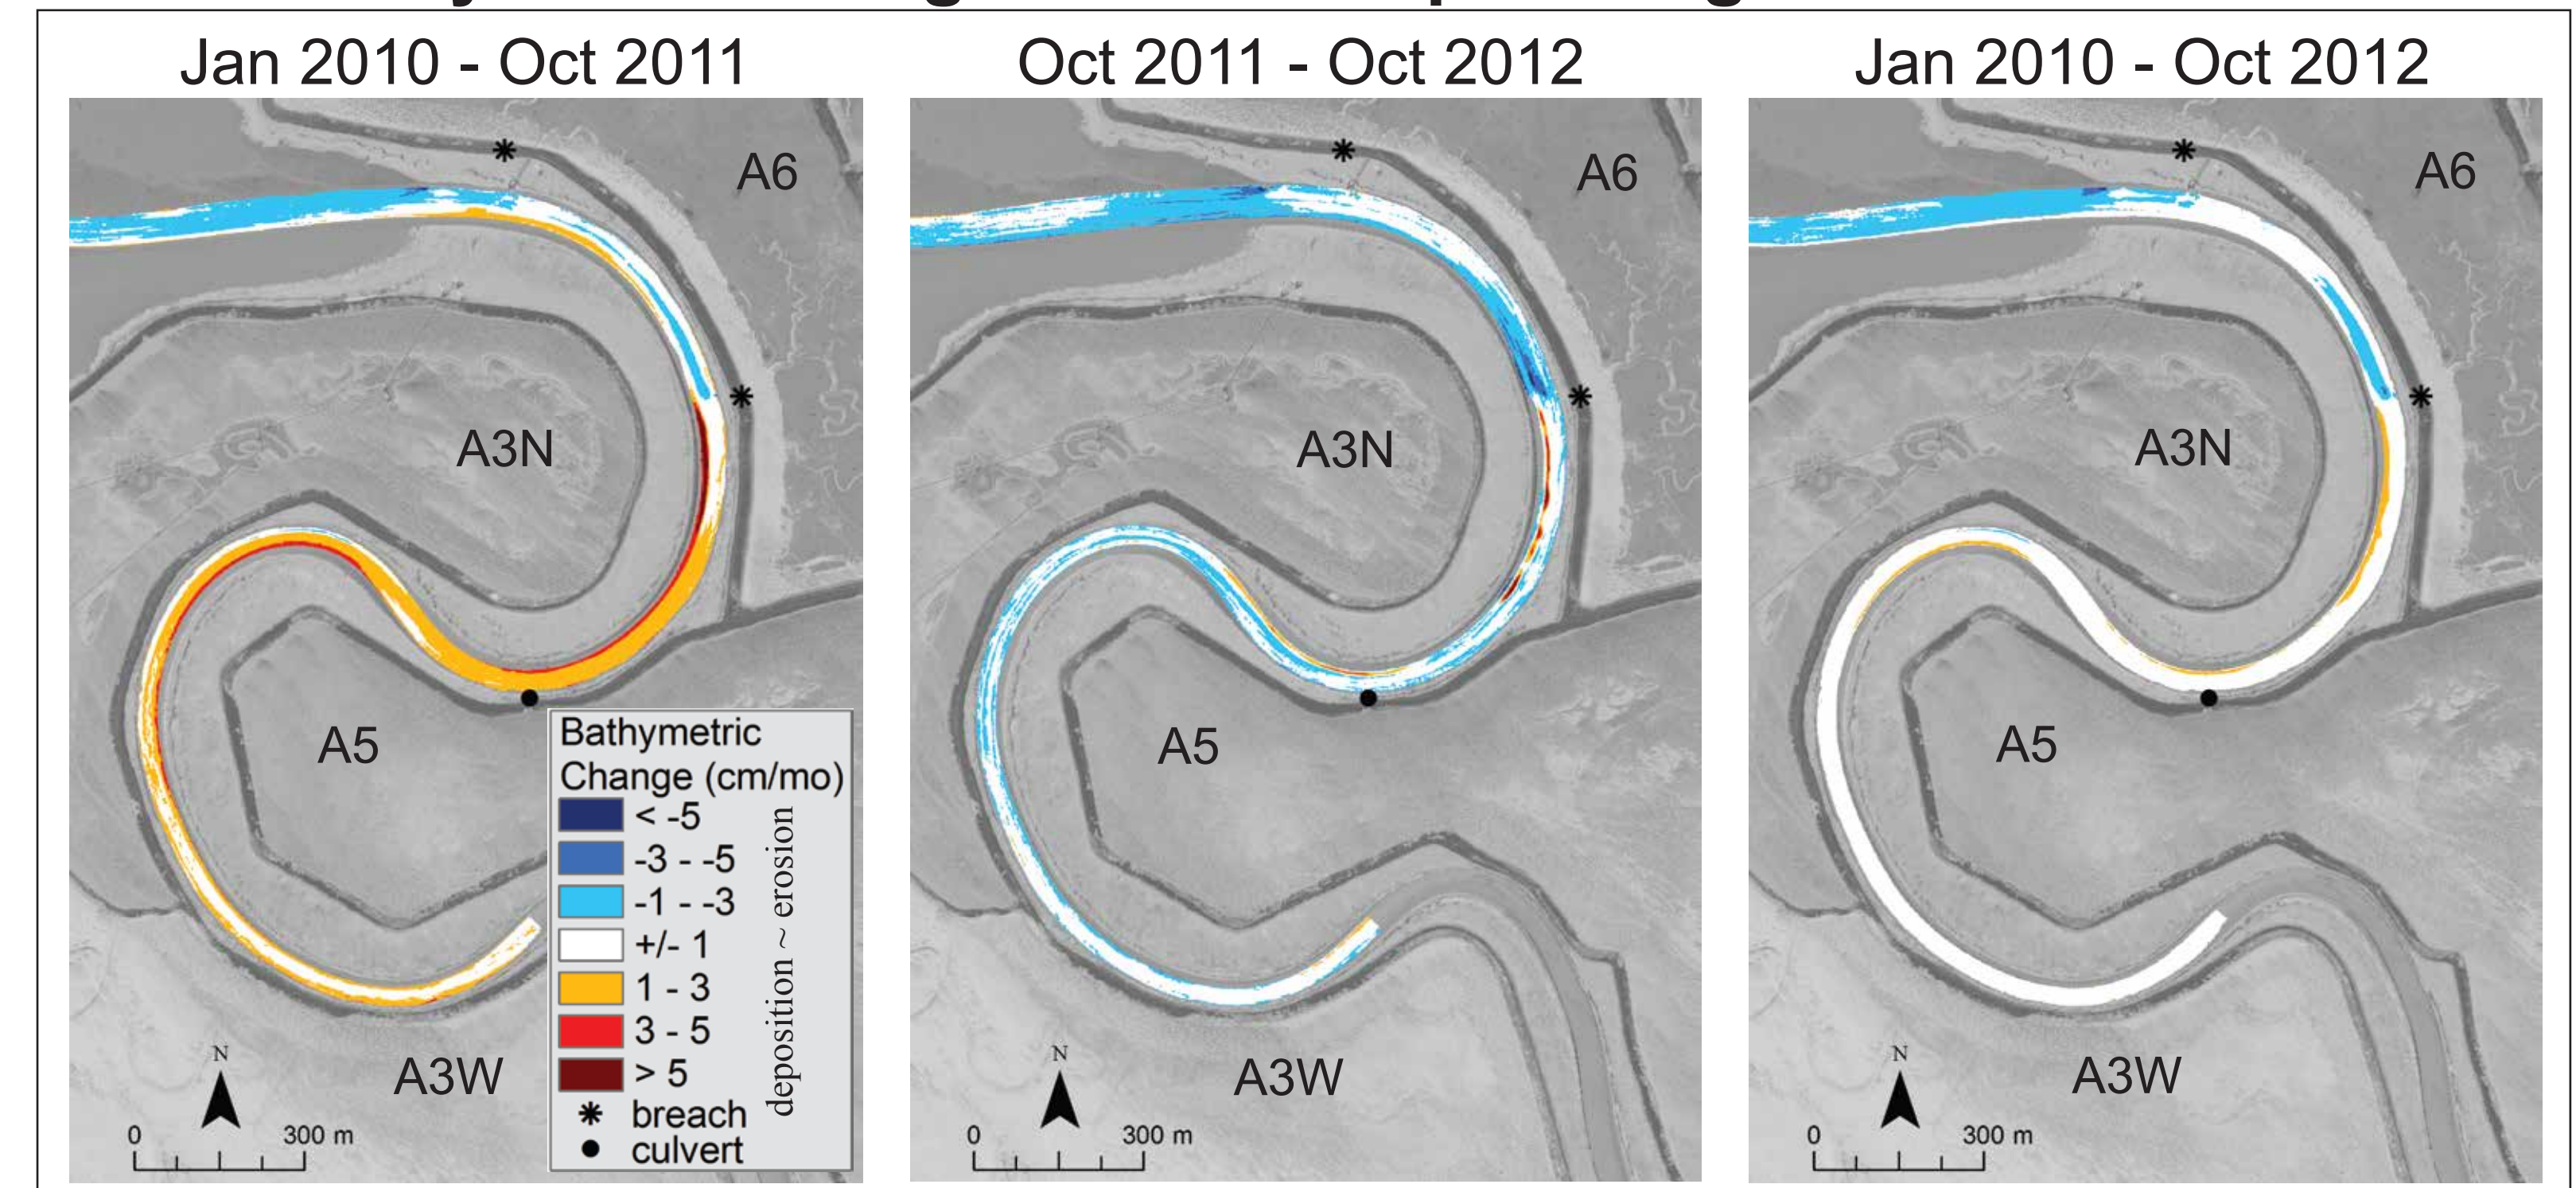 Jan 2010 - Oct 2011
Oct 2011 - Oct 2012
Jan 2010 - Oct 2012
A6
A3N
A5
A3W
Bathymetric
Change (cm/mo)
< -5
-3 - -5
-1 - -3
+/- 1
1 - 3
3 - 5
> 5
breach
culvert
deposition ~ erosion
N
0 300 m
A6
A3N
A5
A3W
N
0 300 m
A6
A3N
A5
A3W
N
0 300 m